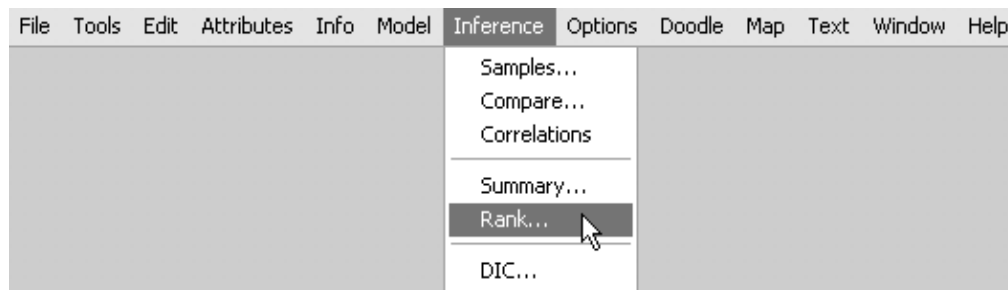 File Tools Edit Attributes Info Model Inference Options Doodle Map Text Window Help
Samples...
Compare...
Correlations
Summary...
Rank...
DIC...